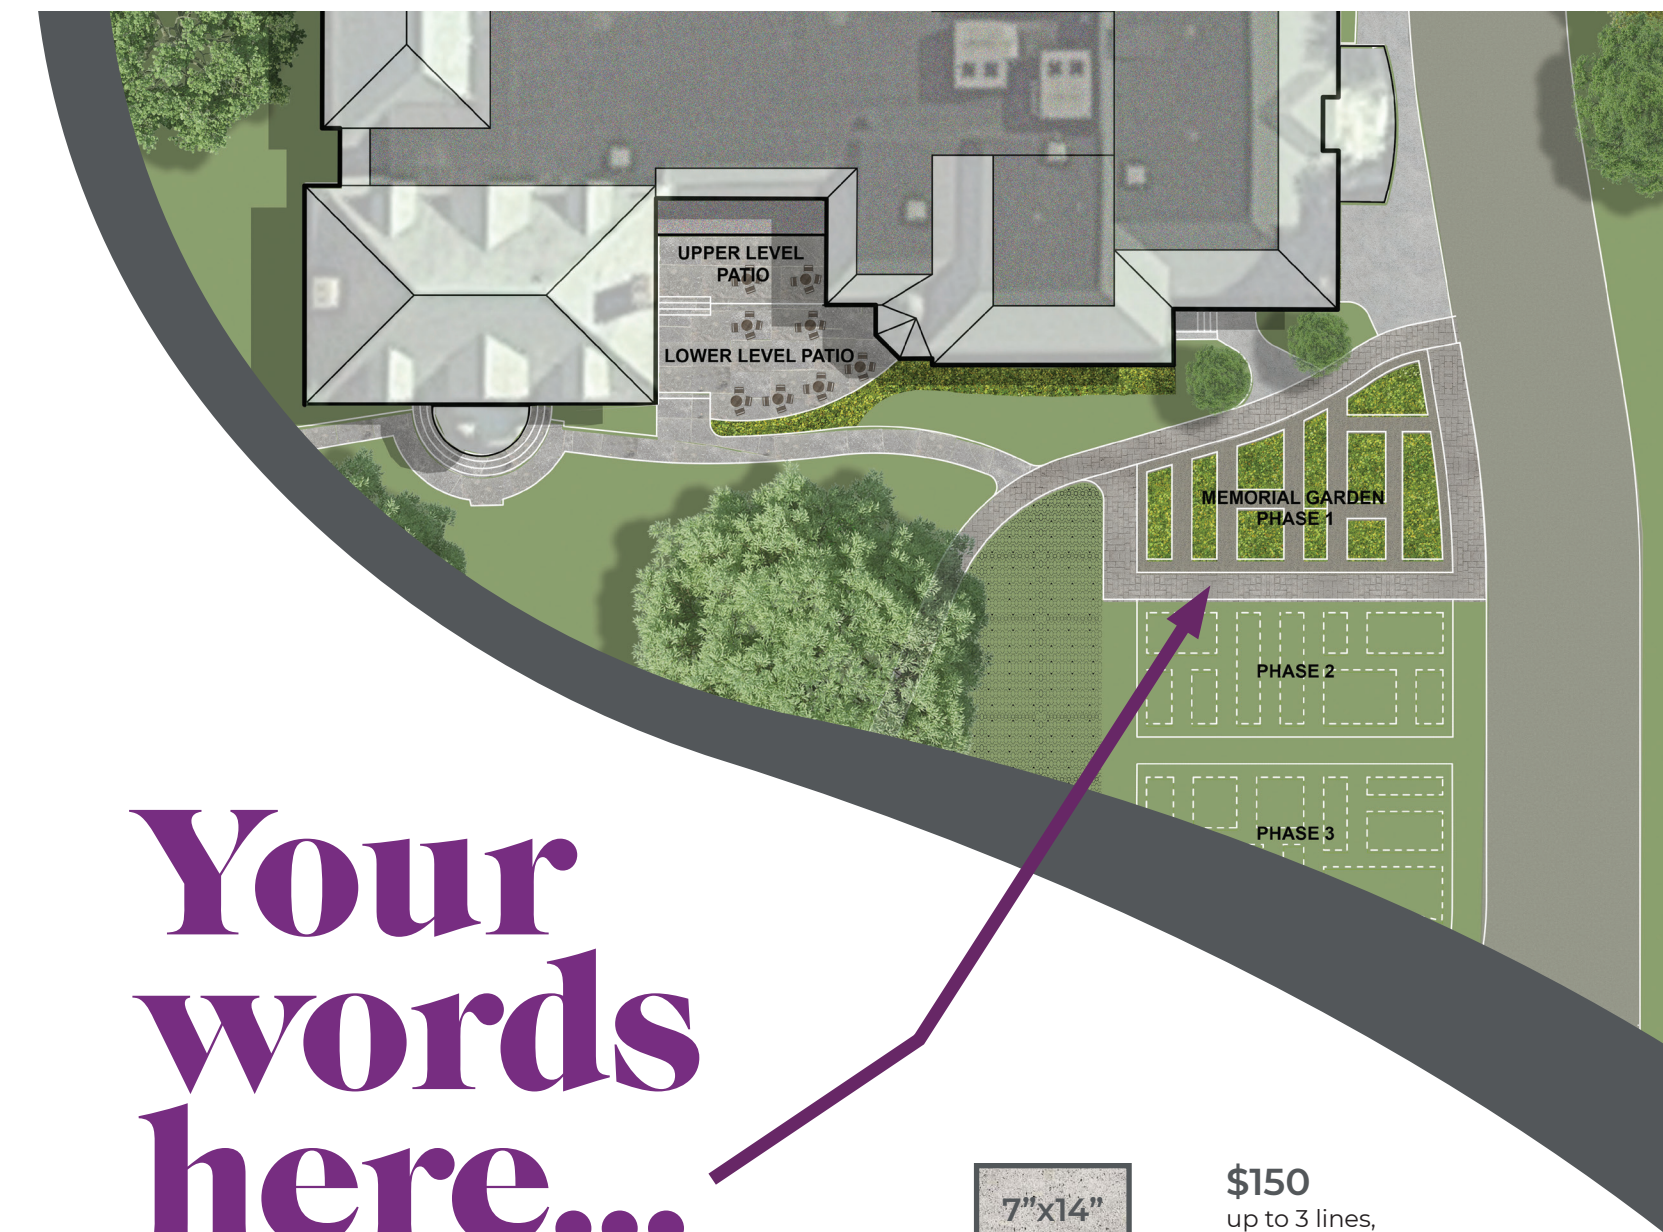 UPPER LEVEL
PATIO
LOWER LEVEL PATIO
MEMORIAL GARDEN
PHASE 1
PHASE 2
PHASE 3
Your
words
here...
7”x14”
$150
up to 3 lines,